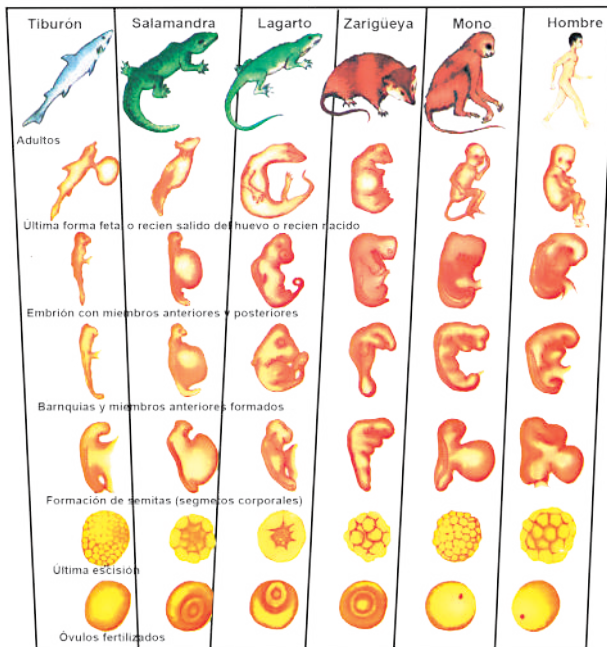 Tiburón Salamandra Lagarto Zarigüeya Mono Hombre
Adultos
Última forma fetal o recien salido del huevo o recien nacido
Embrión con miembros anteriores y posteriores
Barnquias y miembros anteriores formados
Formación de semitas (segmetos corporales)
Última escisión
Óvulos fertilizados